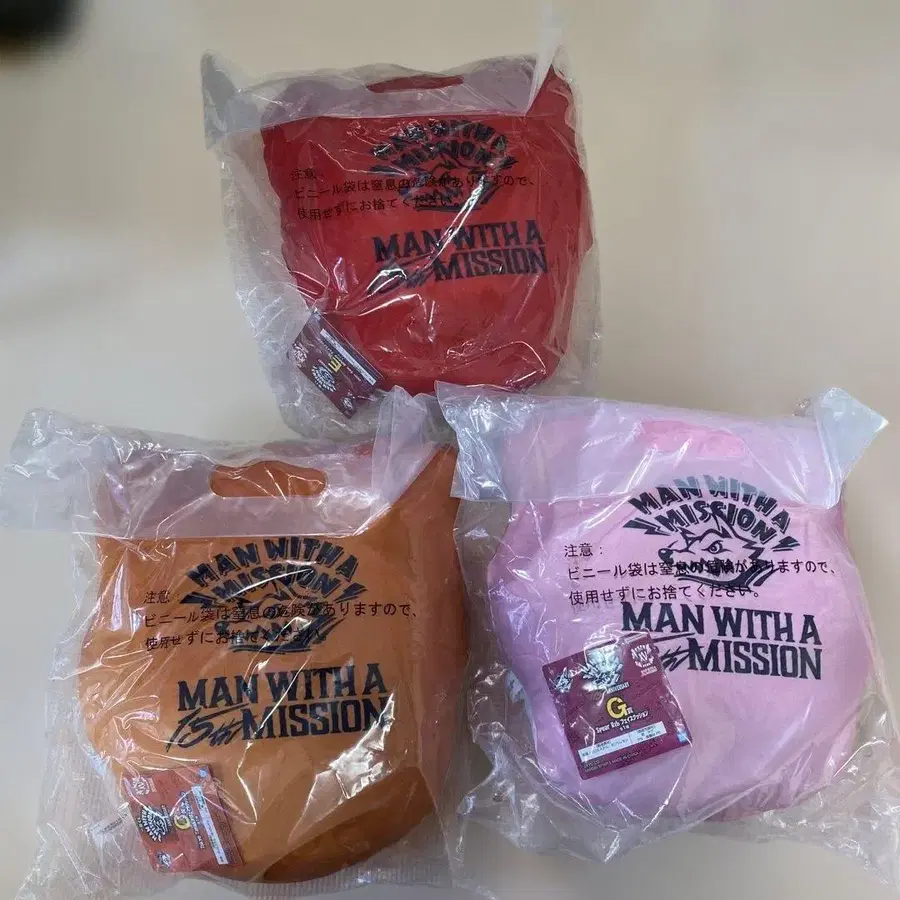 MAN WITH A
MISSION
注意:
ビニール袋は窒息の危険がありますので、
使用せずにお捨てください。
MAN WITH A
15th MISSION
E
MAN WITH A
MISSION
注意:
ビニール袋は窒息の危険がありますので、
使用せずにお捨てください
MAN WITH A
15th MISSION
G
MAN WITH A
MISSION
注意:
ビニール袋は窒息の危険がありますので、
使用せずにお捨てください。
MAN WITH A
15th MISSION
ANNIVERSARY
G賞